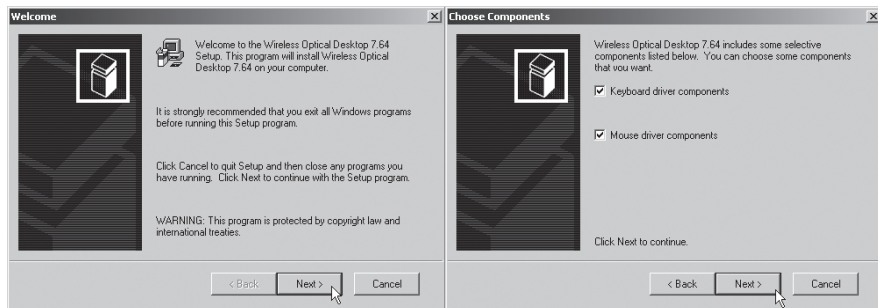 Welcome
Welcome to the Wireless Optical Desktop 7.64
Setup. This program will install Wireless Optical
Desktop 7.64 on your computer.
It is strongly recommended that you exit all Windows programs
before running this Setup program.
Click Cancel to quit Setup and then close any programs you
have running. Click Next to continue with the Setup program.
WARNING: This program is protected by copyright law and
international treaties.
< Back
Next >
Cancel
Choose Components
Wireless Optical Desktop 7.64 includes some selective
components listed below. You can choose some components
that you want.
Keyboard driver components
Mouse driver components
Click Next to continue.
< Back
Next >
Cancel